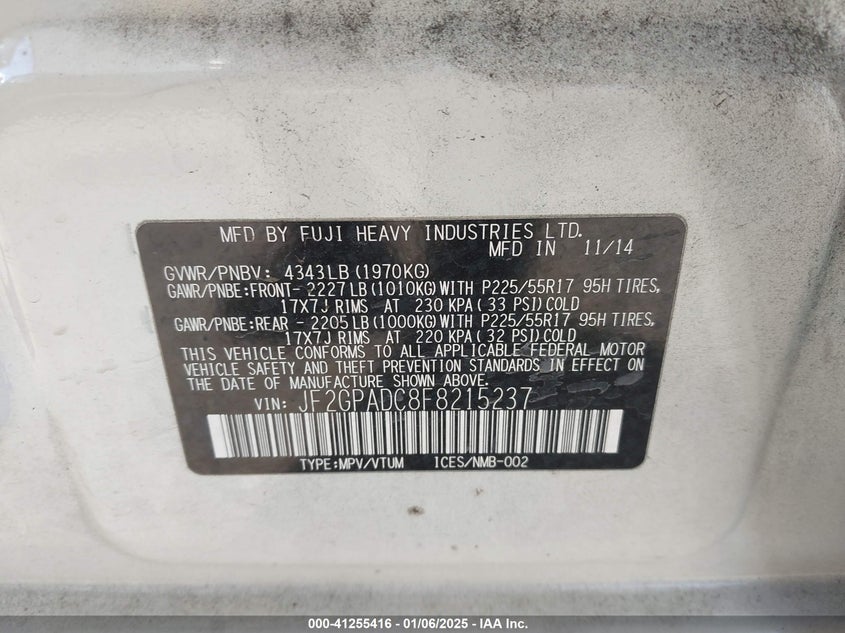 MFD BY FUJI HEAVY INDUSTRIES LTD.
MFD IN 11/14
GVWR/PNBV: 4343LB (1970KG)
GAWR/PNBE:FRONT- 2227LB (1010KG) WITH P225/55R17 95H TIRES,
17X7J RIMS AT 230 KPA ( 33 PSI) COLD
GAWR/PNBE:REAR - 2205LB (1000KG) WITH P225/55R17 95H TIRES,
17X7J RIMS AT 220 KPA ( 32 PSI) COLD
THIS VEHICLE CONFORMS TO ALL APPLICABLE FEDERAL MOTOR
VEHICLE SAFETY AND THEFT PREVENTION STANDARDS IN EFFECT ON
THE DATE OF MANUFACTURE SHOWN ABOVE.
VIN: JF2GPADC8F8215237
TYPE:MPV/VTUM ICES/NMB-002
000-41255416 - 01/06/2025 - IAA Inc.